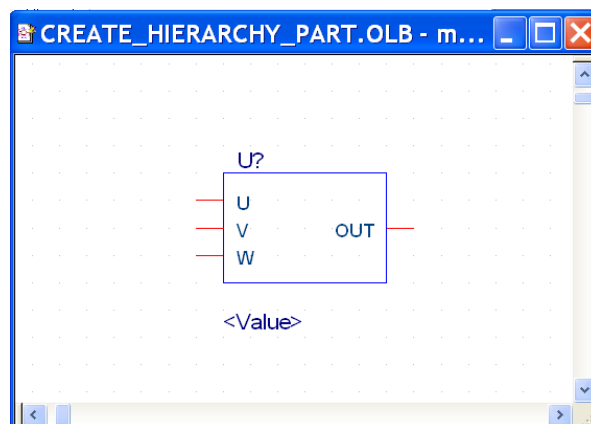 CREATE_HIERARCHY_PART.OLB - m...
U?
U
V OUT
W
<Value>